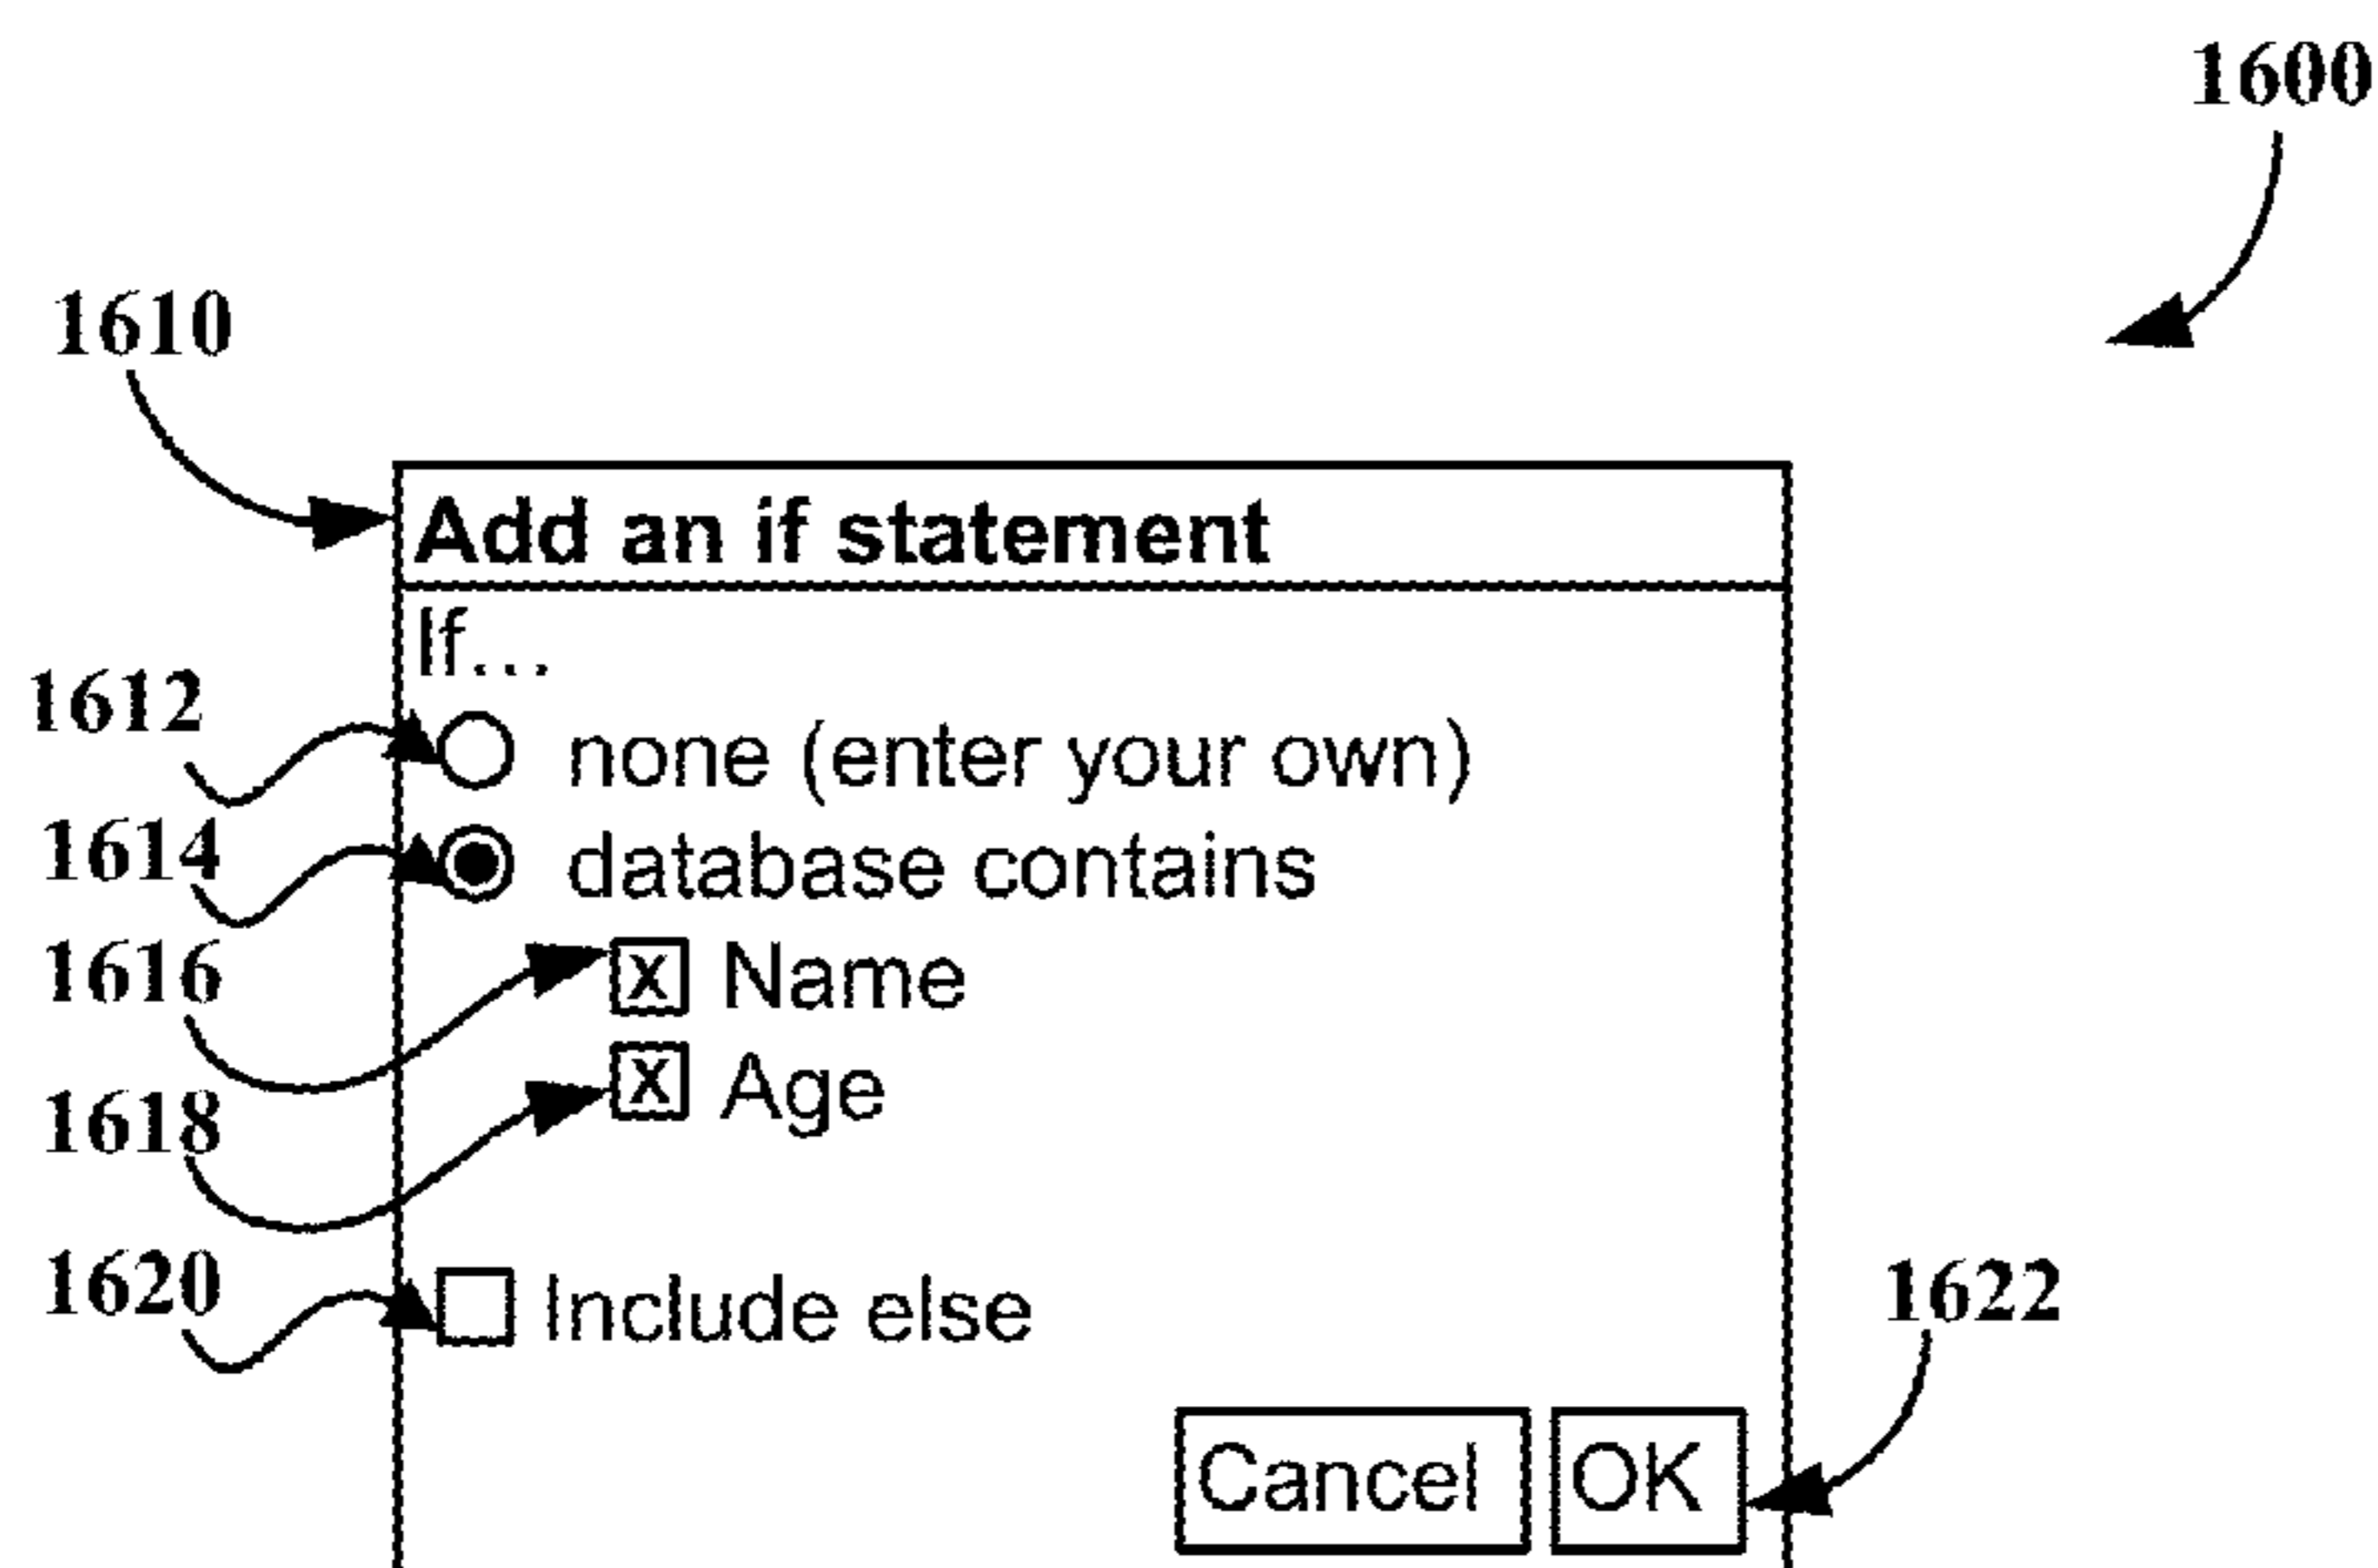 1600
1610
Add an if statement
If...
1612
none (enter your own)
1614
database contains
1616
x Name
1618
x Age
1620
Include else
1622
Cancel OK